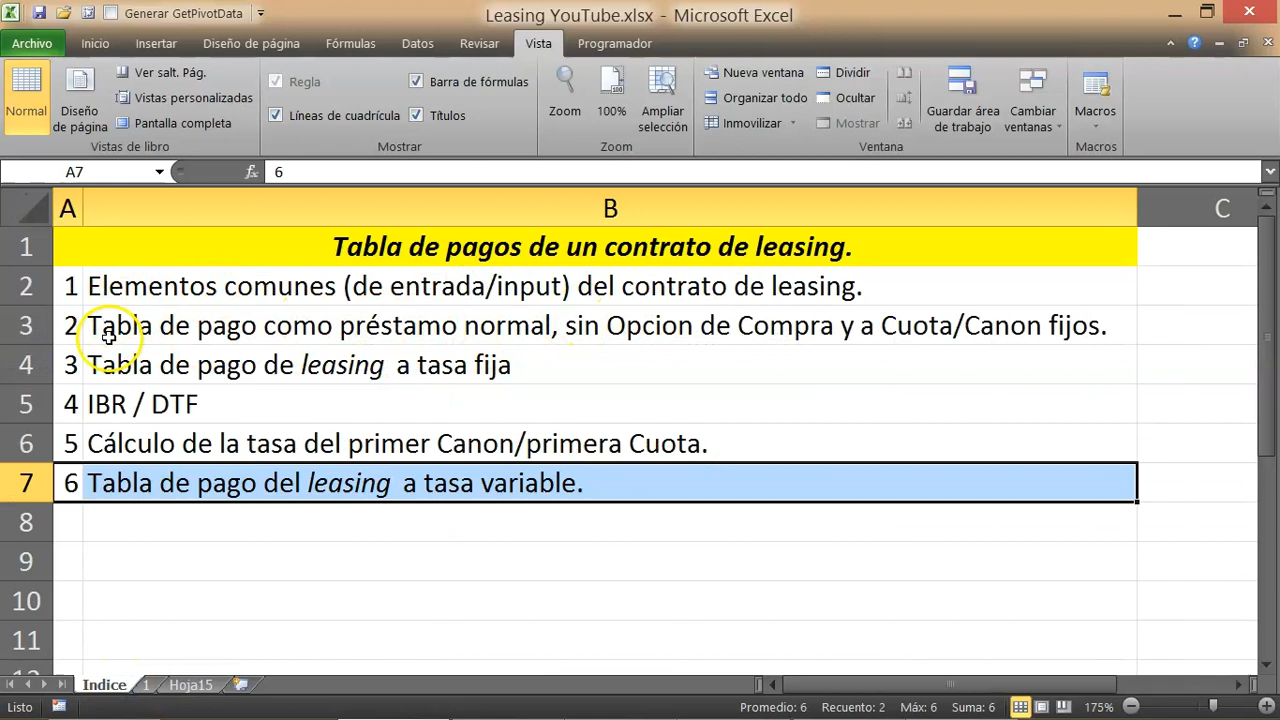 Generar GetPivotData
Leasing YouTube.xlsx - Microsoft Excel
Archivo Inicio Insertar Diseño de página Fórmulas Datos Revisar Vista Programador
Normal
Diseño de página
Ver salt. Pág.
Vistas personalizadas
Pantalla completa
Vistas de libro
Regla
Barra de fórmulas
Líneas de cuadrícula
Títulos
Mostrar
Zoom
100%
Ampliar selección
Zoom
Nueva ventana
Organizar todo
Inmovilizar
Dividir
Ocultar
Mostrar
Guardar área de trabajo
Cambiar ventanas
Ventana
Macros
Macros
A7 fx 6
A B C
1 Tabla de pagos de un contrato de leasing.
2 1 Elementos comunes (de entrada/input) del contrato de leasing.
3 2 Tabla de pago como préstamo normal, sin Opcion de Compra y a Cuota/Canon fijos.
4 3 Tabla de pago de leasing a tasa fija
5 4 IBR / DTF
6 5 Cálculo de la tasa del primer Canon/primera Cuota.
7 6 Tabla de pago del leasing a tasa variable.
8
9
10
11
Indice 1 Hoja15
Listo Promedio: 6 Recuento: 2 Máx: 6 Suma: 6 175%